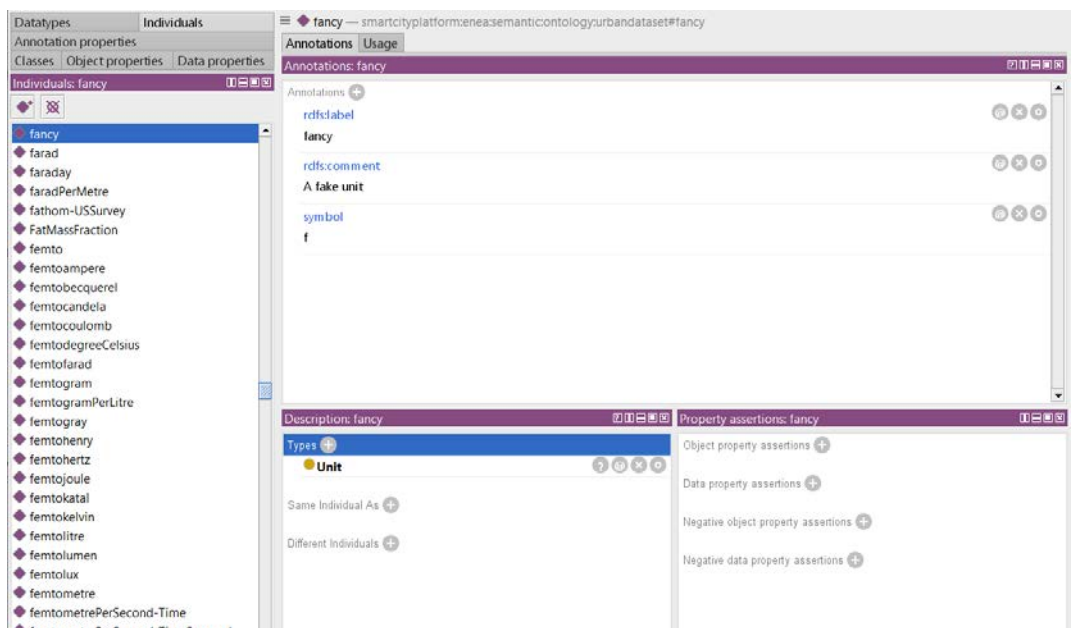 Datatypes Individuals
Annotation properties
Classes Object properties Data properties
Individuals: fancy
fancy
farad
faraday
faradPerMetre
fathom-USSurvey
FatMassFraction
femto
femtoampere
femtobecquerel
femtocandela
femtocoulomb
femtodegreeCelsius
femtofarad
femtogram
femtogramPerLitre
femtogray
femtohenry
femtohertz
femtojoule
femtokatal
femtokelvin
femtolitre
femtolumen
femtolux
femtometre
femtometrePerSecond-Time
fancy — smartcityplatform:enea:semantic:ontology:urbandataset#fancy
Annotations Usage
Annotations: fancy
Annotations
rdfs:label
fancy
rdfs:comment
A fake unit
symbol
f
Description: fancy
Types
Unit
Same Individual As
Different Individuals
Property assertions: fancy
Object property assertions
Data property assertions
Negative object property assertions
Negative data property assertions